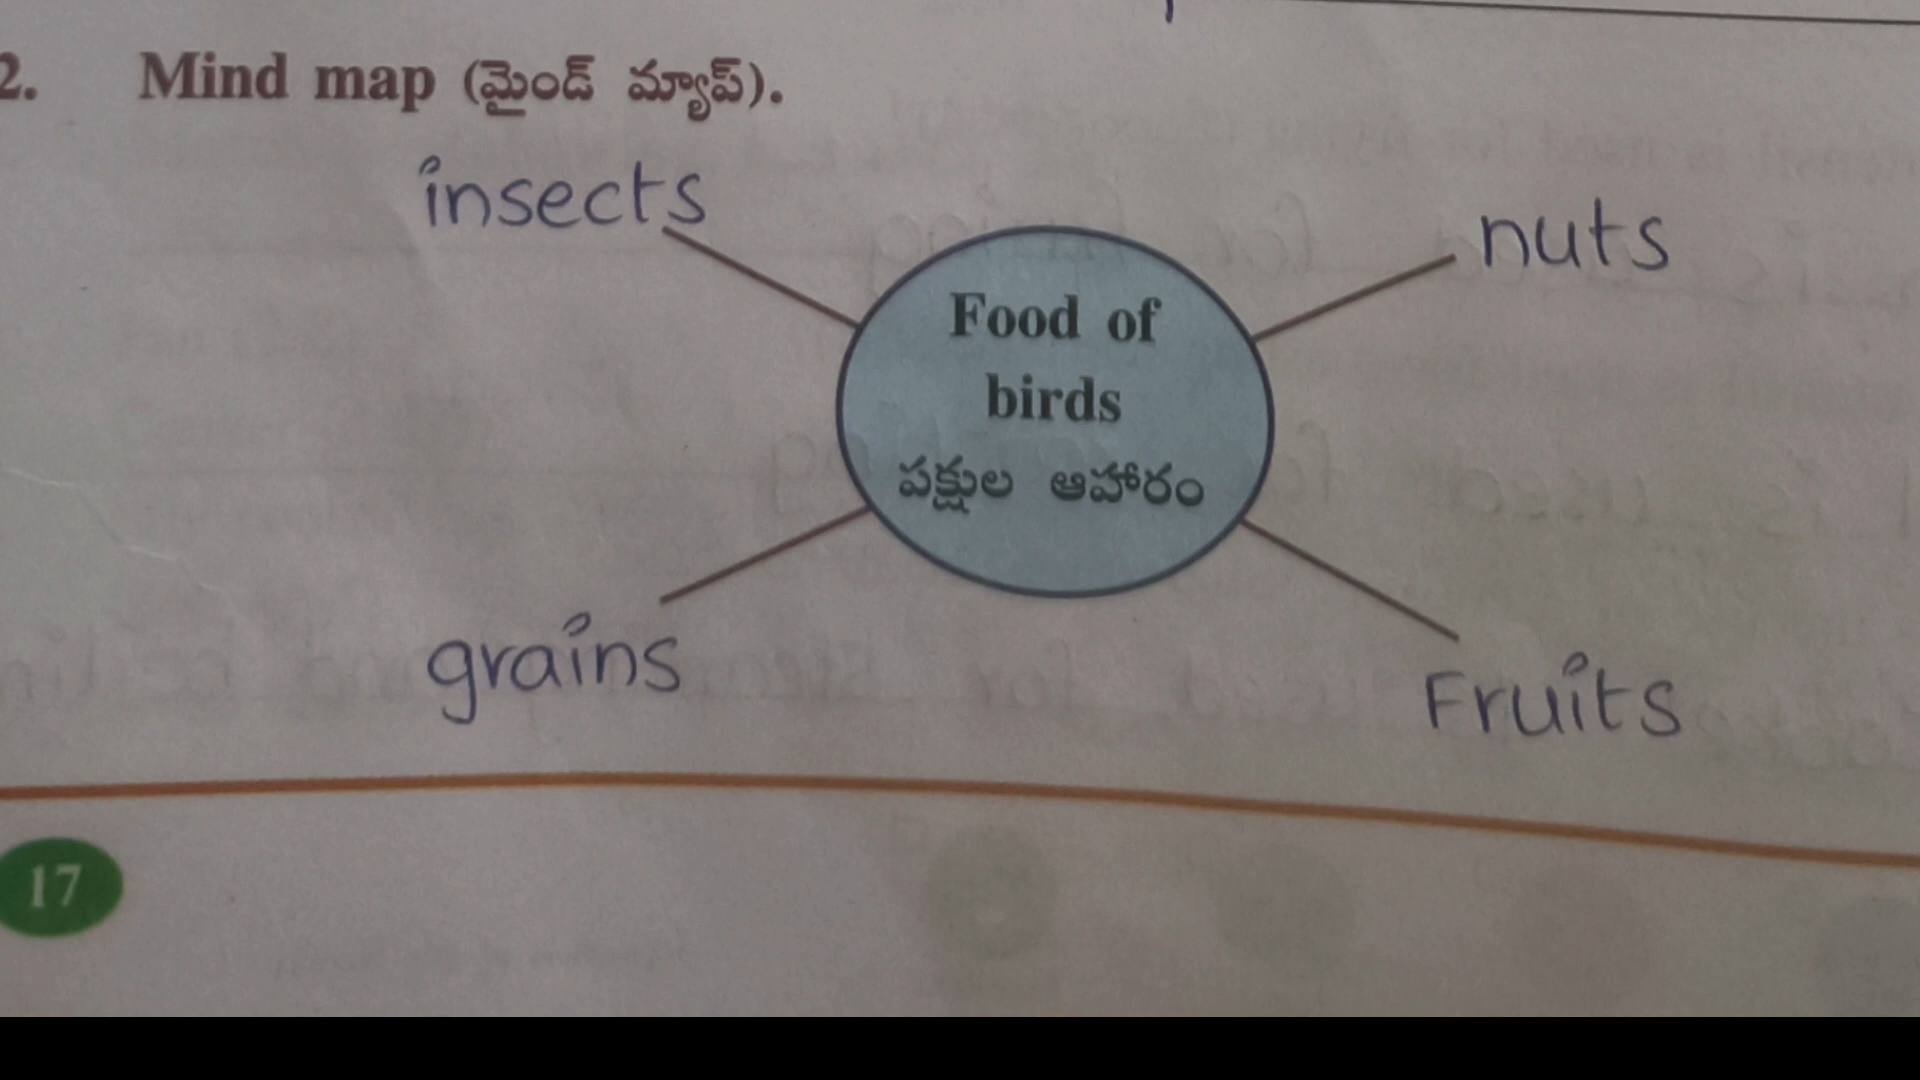 2. Mind map (మైండ్ మ్యాప్).
insects
nuts
Food of
birds
పక్షుల ఆహారం
grains
Fruits
17